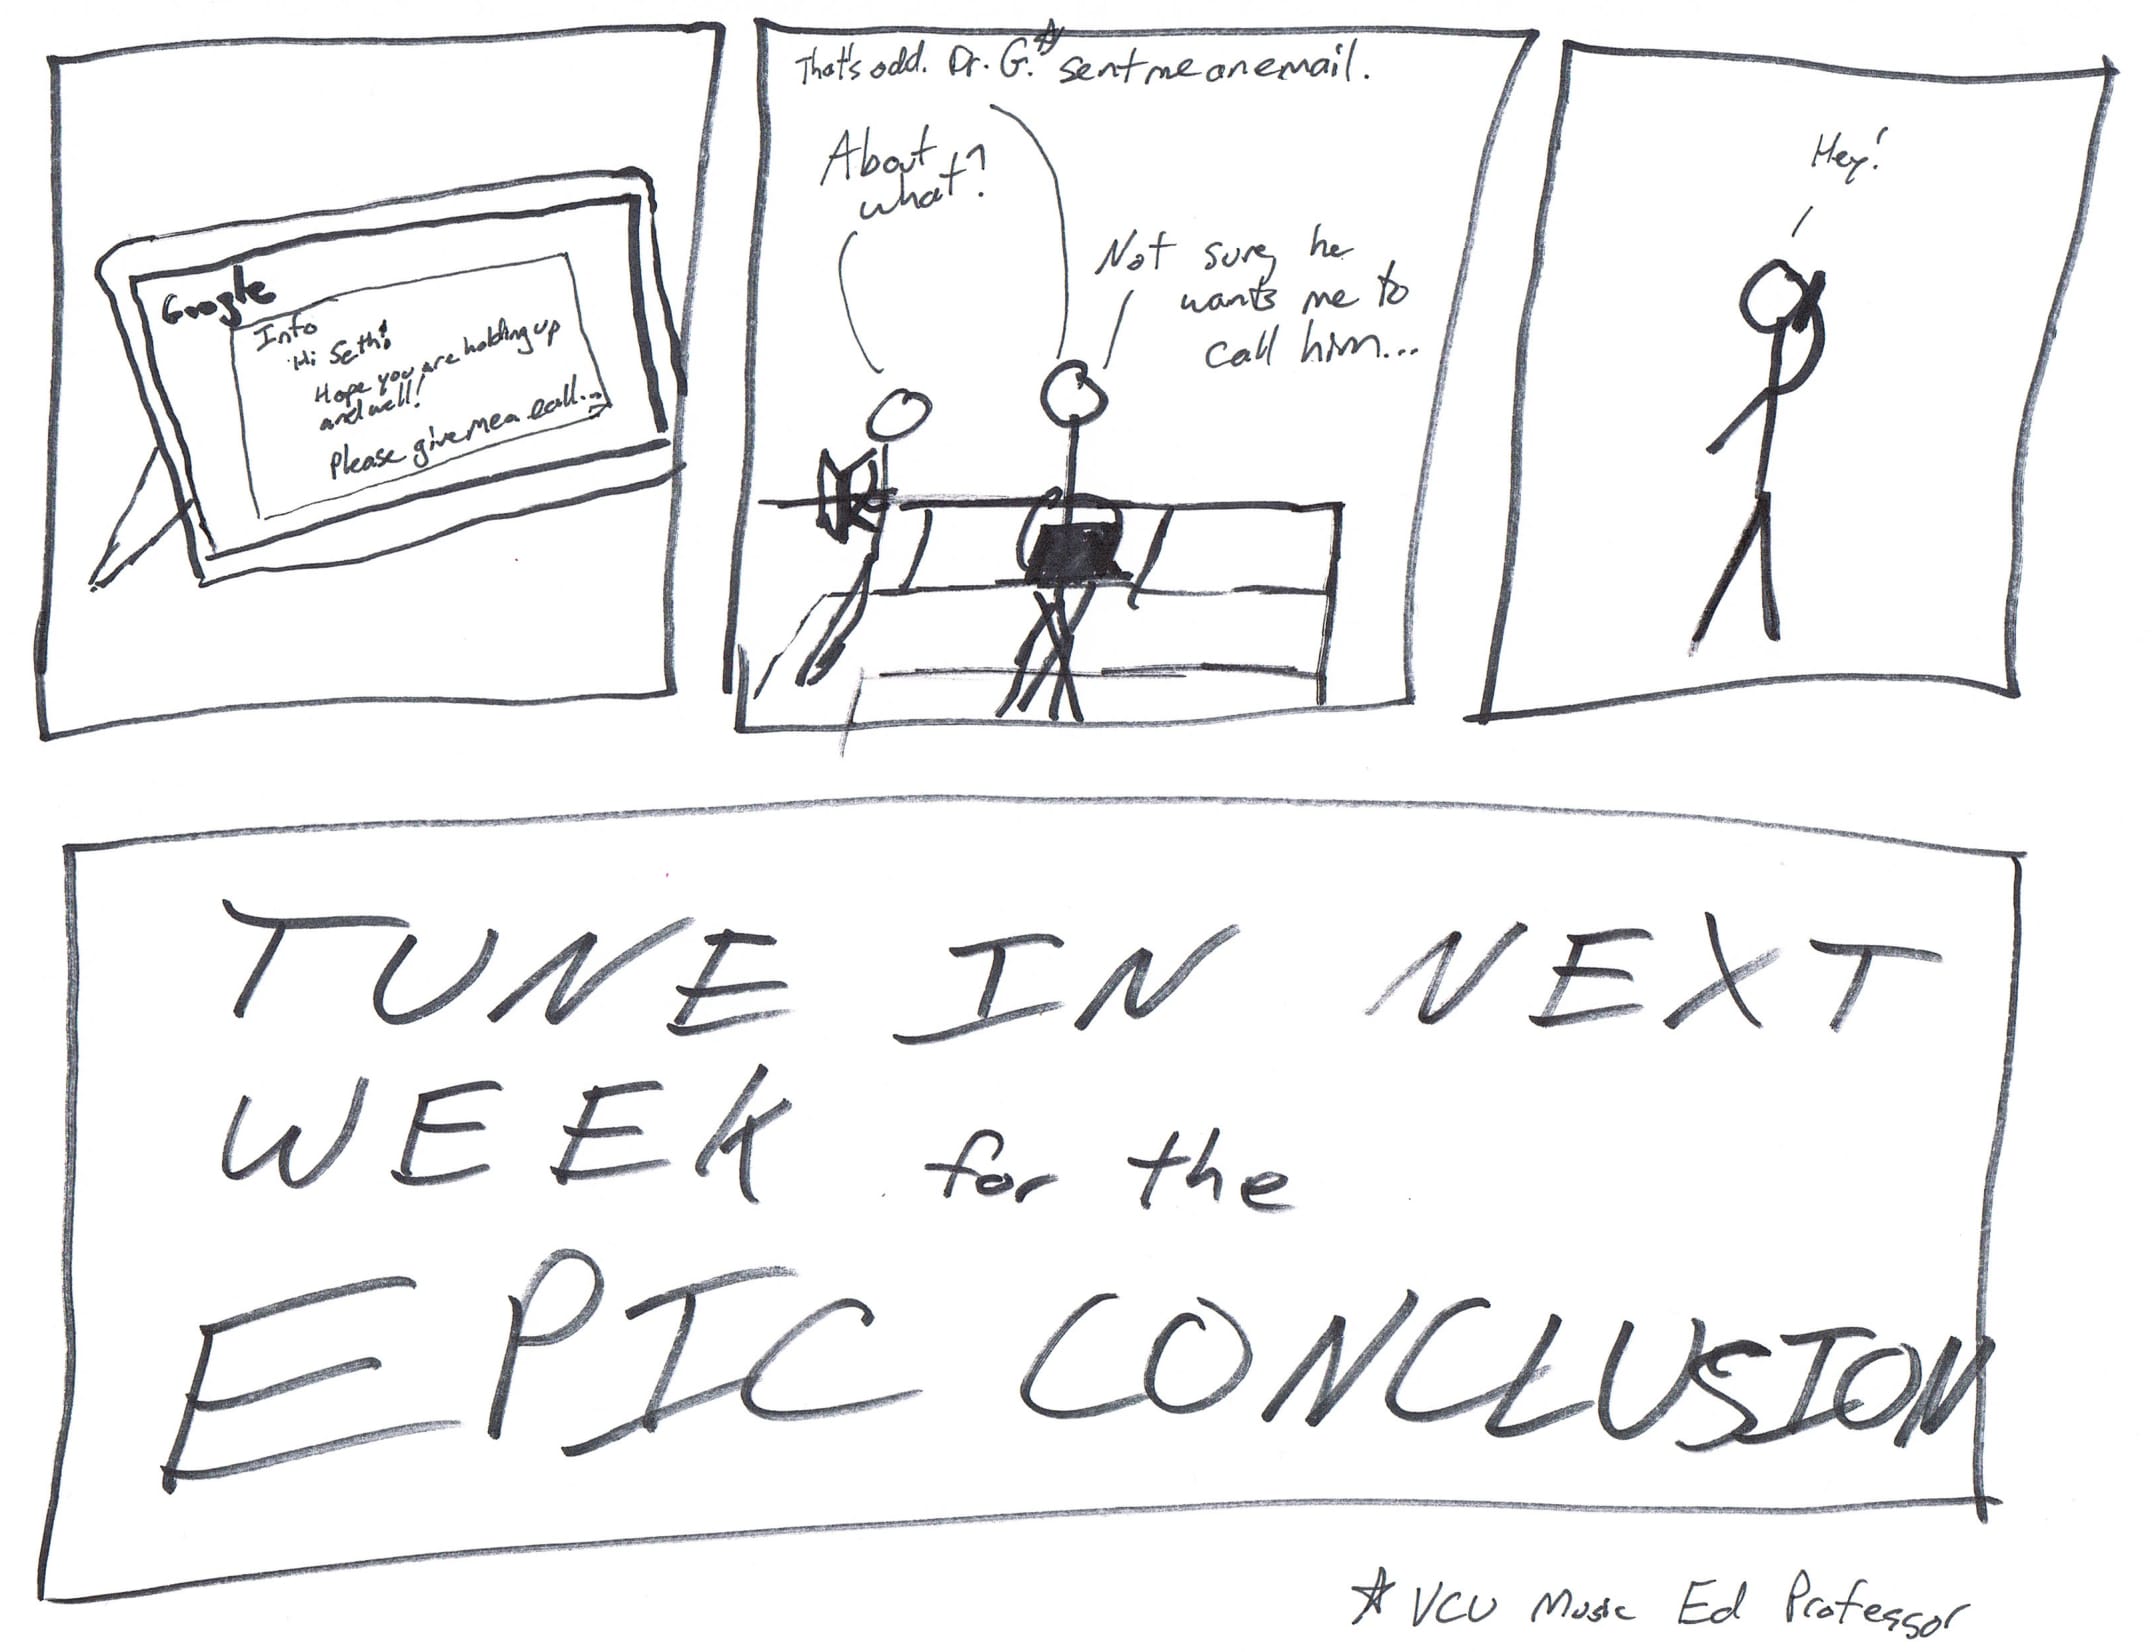 Google
Info
Hi Seth!
Hope you are holding up
and well!
Please give me a call...
That's odd. Dr. G.☆ sent me an email.
About
what?
Not sure, he
wants me to
call him...
Hey!
TUNE IN NEXT
WEEK for the
EPIC CONCLUSION
☆ VCU Music Ed Professor